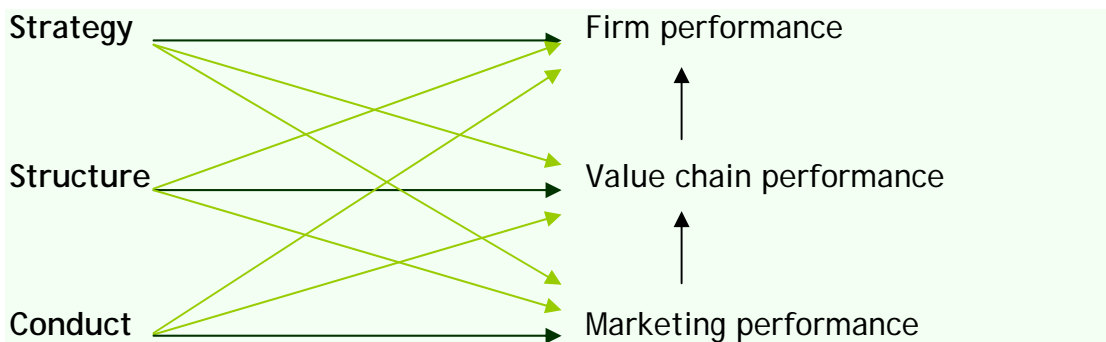 Strategy Firm performance
Structure Value chain performance
Conduct Marketing performance